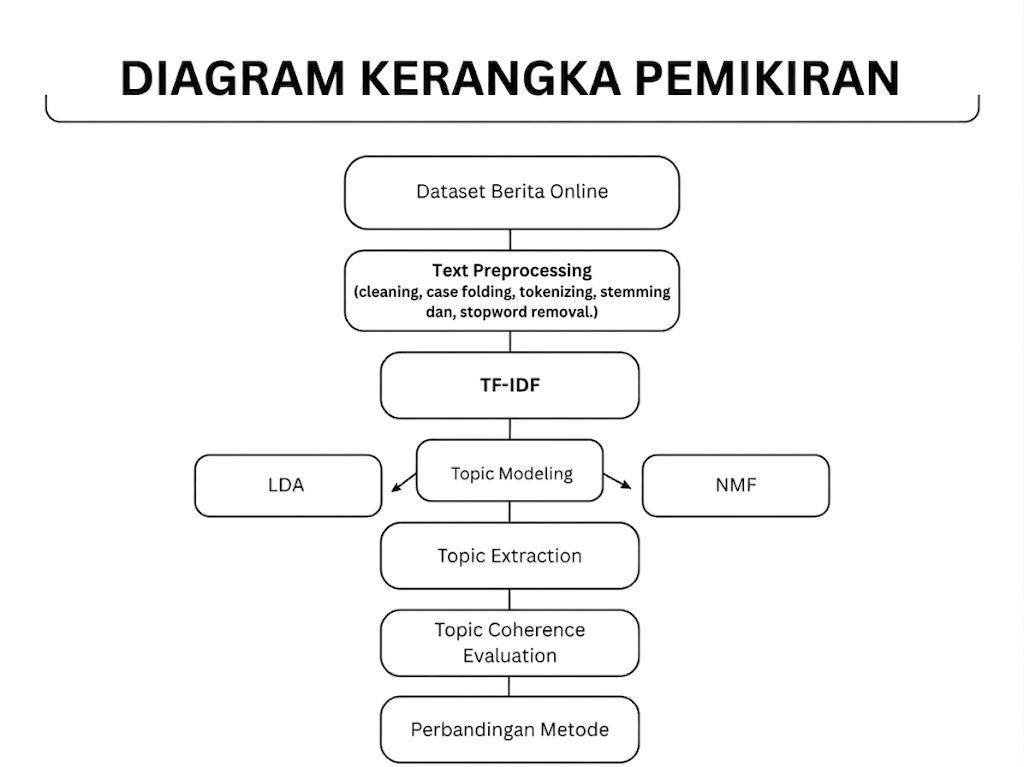 DIAGRAM KERANGKA PEMIKIRAN
Dataset Berita Online
Text Preprocessing
(cleaning, case folding, tokenizing, stemming
dan, stopword removal.)
TF-IDF
Topic Modeling
LDA
NMF
Topic Extraction
Topic Coherence
Evaluation
Perbandingan Metode